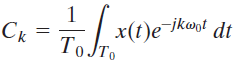 C_k = \frac{1}{T_0} \int_{T_0} x(t)e^{-jk\omega_0 t} dt